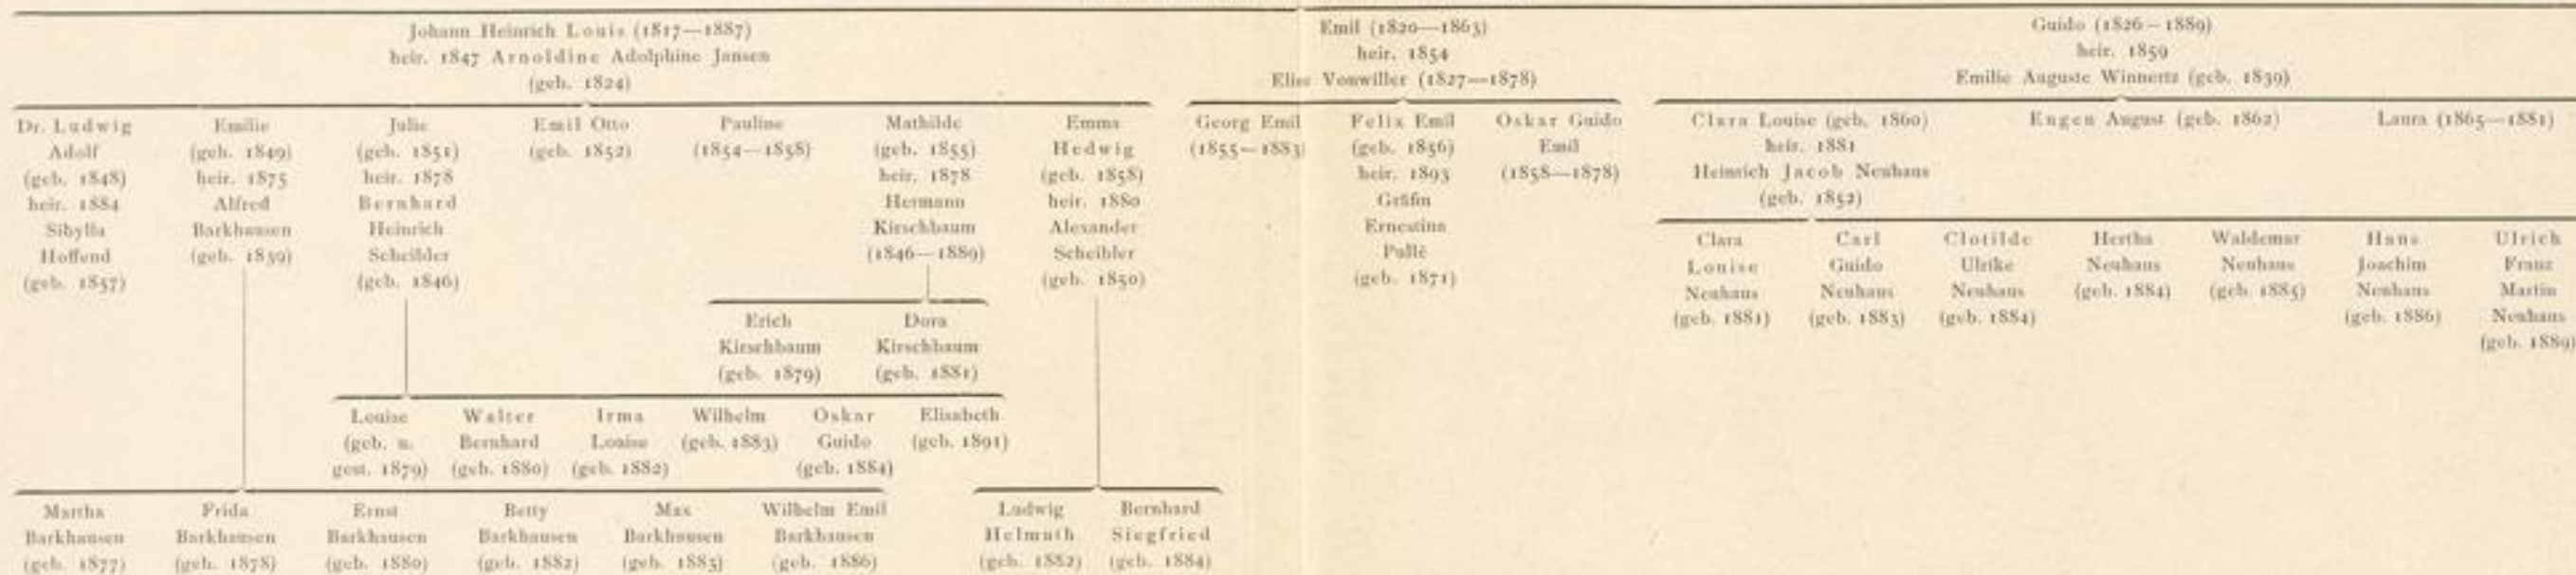 Johann Heinrich Louis (1817—1887)
heir. 1847 Arnoldine Adolphine Jansen
(geb. 1824)
Emil (1820—1863)
heir. 1854
Elise Vonwiller (1827—1878)
Guido (1826—1889)
heir. 1859
Emilie Auguste Winnertz (geb. 1839)
Dr. Ludwig
Adolf
(geb. 1848)
heir. 1884
Sibylla
Hoffend
(geb. 1857)
Emilie
(geb. 1849)
heir. 1875
Alfred
Barkhausen
(geb. 1839)
Julie
(geb. 1851)
heir. 1878
Bernhard
Heinrich
Scheibler
(geb. 1846)
Emil Otto
(geb. 1852)
Pauline
(1854—1858)
Mathilde
(geb. 1855)
heir. 1878
Hermann
Kirschbaum
(1846—1889)
Emma
Hedwig
(geb. 1858)
heir. 1880
Alexander
Scheibler
(geb. 1850)
Georg Emil
(1855—1883)
Felix Emil
(geb. 1856)
heir. 1893
Gräfin
Ernestina
Pullè
(geb. 1871)
Oskar Guido
Emil
(1858—1878)
Clara Louise (geb. 1860)
heir. 1881
Heinrich Jacob Neuhaus
(geb. 1852)
Eugen August (geb. 1862)
Laura (1865—1881)
Clara
Louise
Neuhaus
(geb. 1881)
Carl
Guido
Neuhaus
(geb. 1883)
Clotilde
Ulrike
Neuhaus
(geb. 1884)
Hertha
Neuhaus
(geb. 1884)
Waldemar
Neuhaus
(geb. 1885)
Hans
Joachim
Neuhaus
(geb. 1886)
Ulrich
Franz
Martin
Neuhaus
(geb. 1889)
Erich
Kirschbaum
(geb. 1879)
Dora
Kirschbaum
(geb. 1881)
Louise
(geb. u.
gest. 1879)
Walter
Bernhard
(geb. 1880)
Irma
Louise
(geb. 1882)
Wilhelm
(geb. 1883)
Oskar
Guido
(geb. 1884)
Elisabeth
(geb. 1891)
Martha
Barkhausen
(geb. 1877)
Frida
Barkhausen
(geb. 1878)
Ernst
Barkhausen
(geb. 1880)
Betty
Barkhausen
(geb. 1882)
Max
Barkhausen
(geb. 1883)
Wilhelm Emil
Barkhausen
(geb. 1886)
Ludwig
Helmuth
(geb. 1882)
Bernhard
Siegfried
(geb. 1884)